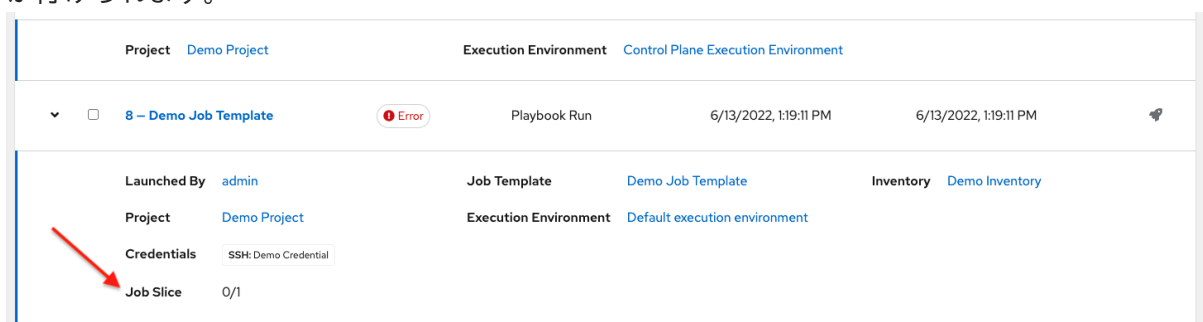 Project Demo Project Execution Environment Control Plane Execution Environment
8 – Demo Job Template Error Playbook Run 6/13/2022, 1:19:11 PM 6/13/2022, 1:19:11 PM
Launched By admin Job Template Demo Job Template Inventory Demo Inventory
Project Demo Project Execution Environment Default execution environment
Credentials SSH: Demo Credential
Job Slice 0/1